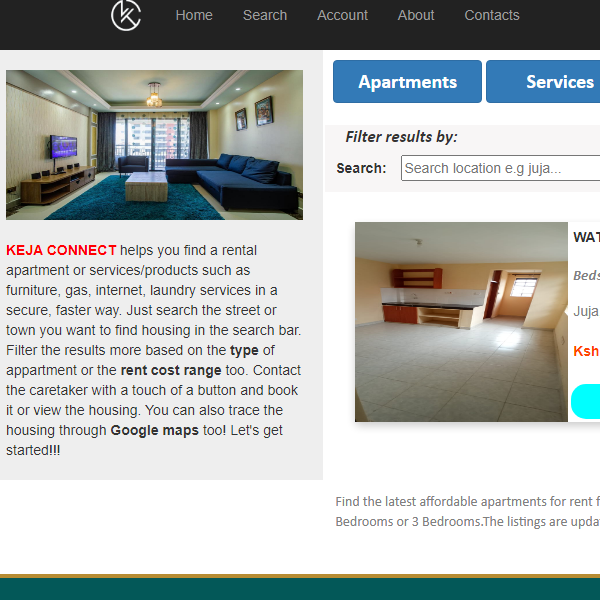 Home Search Account About Contacts
Apartments Services
Filter results by:
Search: Search location e.g juja...
KEJA CONNECT helps you find a rental
apartment or services/products such as
furniture, gas, internet, laundry services in a
secure, faster way. Just search the street or
town you want to find housing in the search bar.
Filter the results more based on the type of
appartment or the rent cost range too. Contact
the caretaker with a touch of a button and book
it or view the housing. You can also trace the
housing through Google maps too! Let's get
started!!!
WAT
Beds
Juja
Ksh
Find the latest affordable apartments for rent f
Bedrooms or 3 Bedrooms.The listings are upda